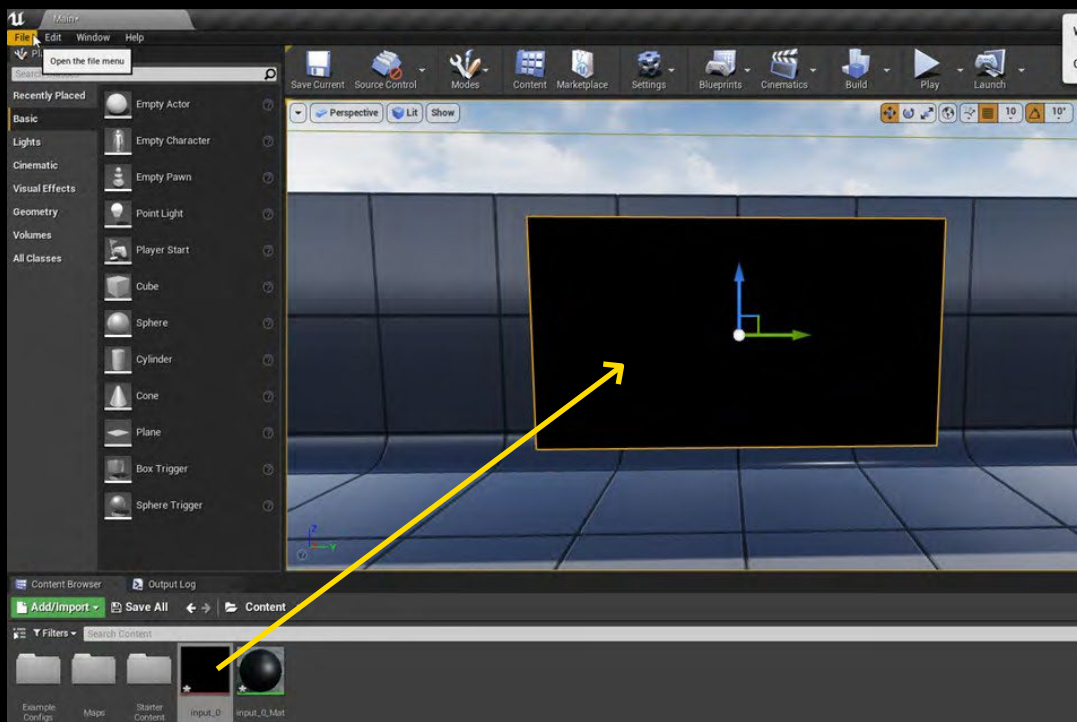 Main*
File Edit Window Help
Open the file menu
Recently Placed
Basic
Lights
Cinematic
Visual Effects
Geometry
Volumes
All Classes
Empty Actor
Empty Character
Empty Pawn
Point Light
Player Start
Cube
Sphere
Cylinder
Cone
Plane
Box Trigger
Sphere Trigger
Save Current Source Control Modes Content Marketplace Settings Blueprints Cinematics Build Play Launch
Perspective Lit Show
10 10°
Z
Y
Content Browser Output Log
Add/Import Save All Content
Filters Search Content
Example Configs
Maps
Starter Content
input_0
input_0_Mat